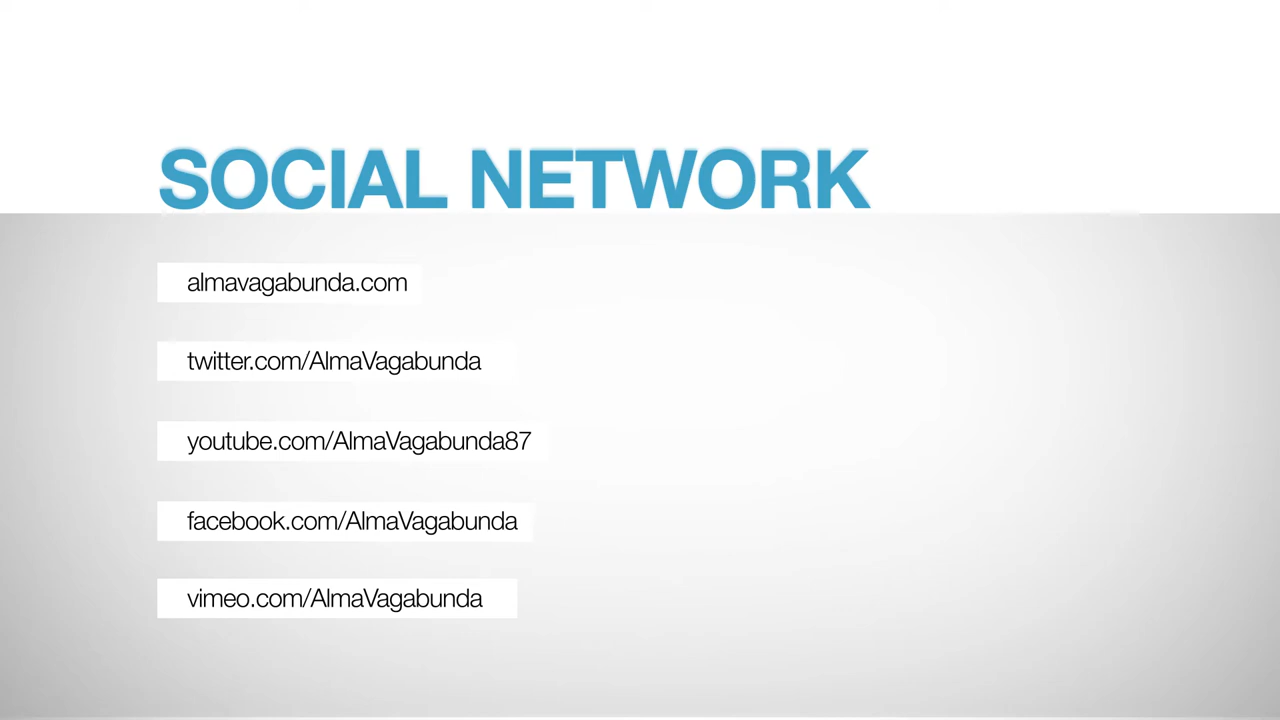 SOCIAL NETWORK
almavagabunda.com
twitter.com/AlmaVagabunda
youtube.com/AlmaVagabunda87
facebook.com/AlmaVagabunda
vimeo.com/AlmaVagabunda